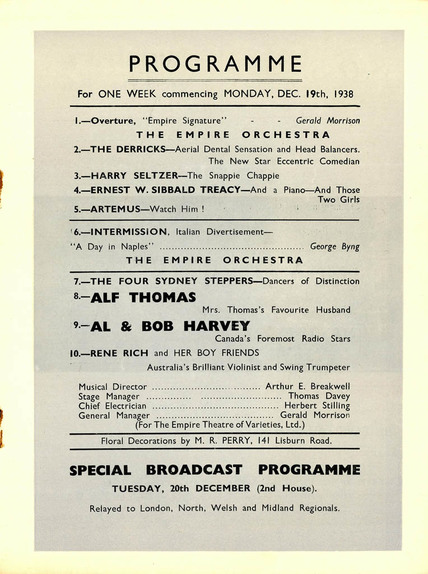 PROGRAMME
For ONE WEEK commencing MONDAY, DEC. 19th, 1938
1.—Overture, "Empire Signature" - - Gerald Morrison
THE EMPIRE ORCHESTRA
2.—THE DERRICKS—Aerial Dental Sensation and Head Balancers.
The New Star Eccentric Comedian
3.—HARRY SELTZER—The Snappie Chappie
4.—ERNEST W. SIBBALD TREACY—And a Piano—And Those
Two Girls
5.—ARTEMUS—Watch Him !
6.—INTERMISSION, Italian Divertisement—
"A Day in Naples" ............ George Byng
THE EMPIRE ORCHESTRA
7.—THE FOUR SYDNEY STEPPERS—Dancers of Distinction
8.—ALF THOMAS
Mrs. Thomas's Favourite Husband
9.—AL & BOB HARVEY
Canada's Foremost Radio Stars
10.—RENE RICH and HER BOY FRIENDS
Australia's Brilliant Violinist and Swing Trumpeter
Musical Director ............ Arthur E. Breakwell
Stage Manager ............ Thomas Davey
Chief Electrician ............ Herbert Stilling
General Manager ............ Gerald Morrison
(For The Empire Theatre of Varieties, Ltd.)
Floral Decorations by M. R. PERRY, 141 Lisburn Road.
SPECIAL BROADCAST PROGRAMME
TUESDAY, 20th DECEMBER (2nd House).
Relayed to London, North, Welsh and Midland Regionals.